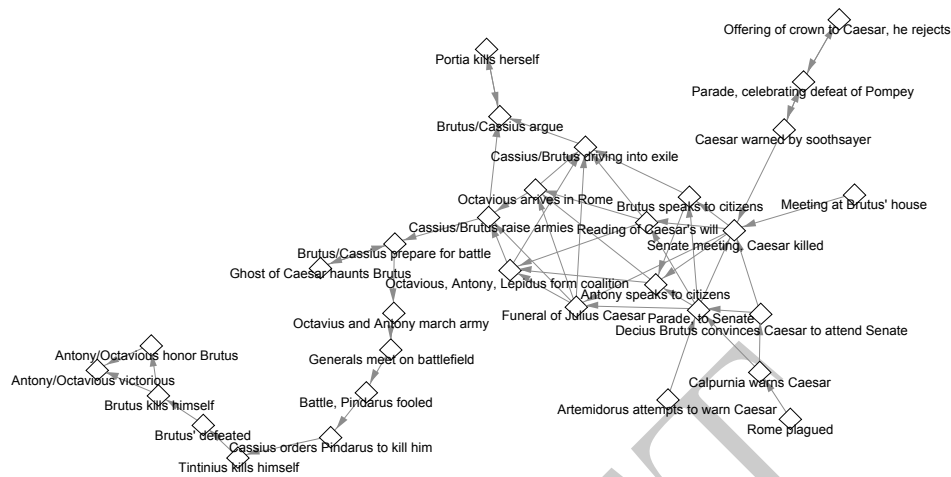 Offering of crown to Caesar, he rejects
Portia kills herself
Parade, celebrating defeat of Pompey
Brutus/Cassius argue
Caesar warned by soothsayer
Cassius/Brutus driving into exile
Octavious arrives in Rome
Brutus speaks to citizens
Meeting at Brutus' house
Cassius/Brutus raise armies
Reading of Caesar's will
Senate meeting, Caesar killed
Brutus/Cassius prepare for battle
Ghost of Caesar haunts Brutus
Octavious, Antony, Lepidus form coalition
Antony speaks to citizens
Funeral of Julius Caesar
Parade, to Senate
Octavius and Antony march army
Decius Brutus convinces Caesar to attend Senate
Antony/Octavious honor Brutus
Generals meet on battlefield
Antony/Octavious victorious
Calpurnia warns Caesar
Brutus kills himself
Battle, Pindarus fooled
Artemidorus attempts to warn Caesar
Rome plagued
Brutus' defeated
Cassius orders Pindarus to kill him
Tintinius kills himself